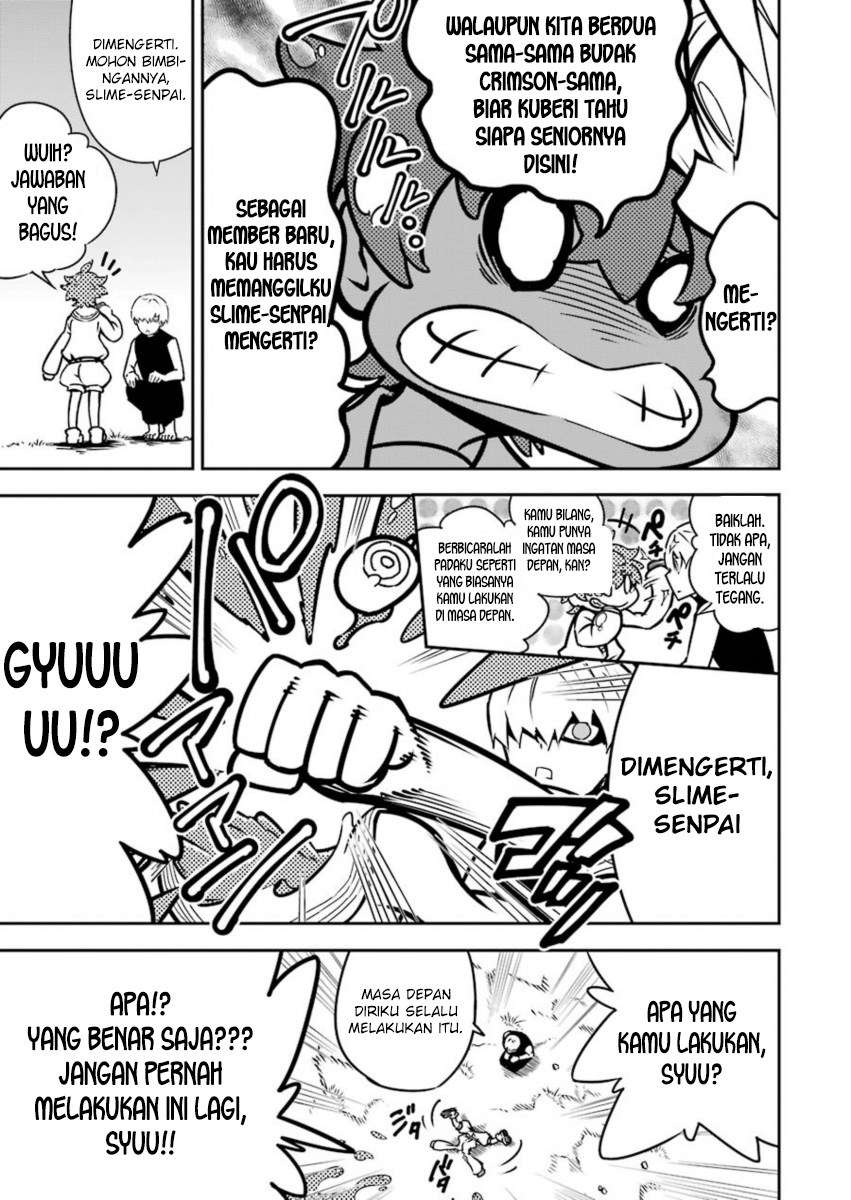 WALAUPUN KITA BERDUA
SAMA-SAMA BUDAK
CRIMSON-SAMA,
BIAR KUBERI TAHU
SIAPA SENIORNYA
DISINI!
ME-
NGERTI?
SEBAGAI
MEMBER BARU,
KAU HARUS
MEMANGGILKU
SLIME-SENPAI,
MENGERTI?
DIMENGERTI.
MOHON BIMBI-
NGANNYA,
SLIME-SENPAI.
WUIH?
JAWABAN
YANG
BAGUS!
BAIKLAH.
TIDAK APA,
JANGAN
TERLALU
TEGANG.
KAMU BILANG,
KAMU PUNYA
INGATAN MASA
DEPAN, KAN?
BERBICARALAH
PADAKU SEPERTI
YANG BIASANYA
KAMU LAKUKAN
DI MASA DEPAN.
パチ
パチ
DIMENGERTI,
SLIME-
SENPAI
GYUUU
UU!?
APA YANG
KAMU LAKUKAN,
SYUU?
MASA DEPAN
DIRIKU SELALU
MELAKUKAN ITU.
APA!?
YANG BENAR SAJA???
JANGAN PERNAH
MELAKUKAN INI LAGI,
SYUU!!